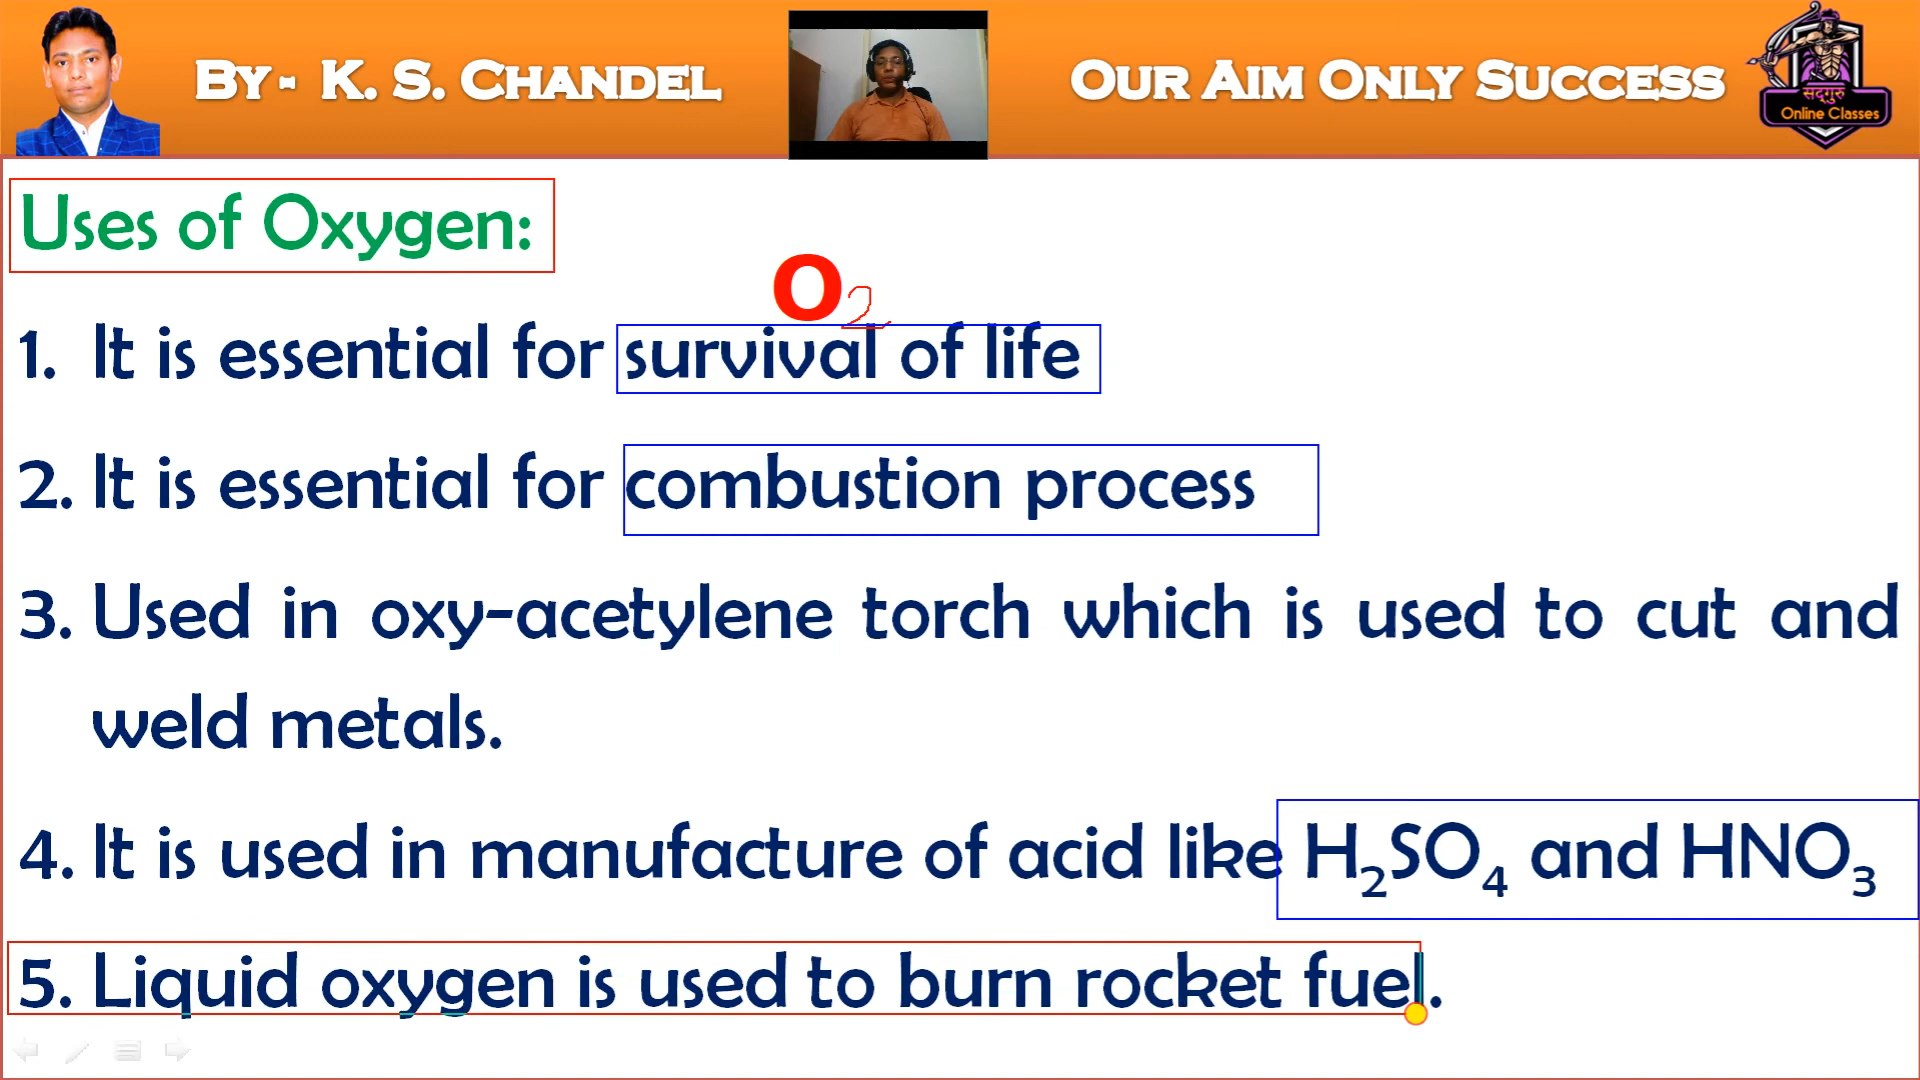 By - K. S. Chandel
Our Aim Only Success
सद्गुरु
Online Classes
Uses of Oxygen:
O2
1. It is essential for survival of life
2. It is essential for combustion process
3. Used in oxy-acetylene torch which is used to cut and
weld metals.
4. It is used in manufacture of acid like H₂SO₄ and HNO₃
5. Liquid oxygen is used to burn rocket fuel.